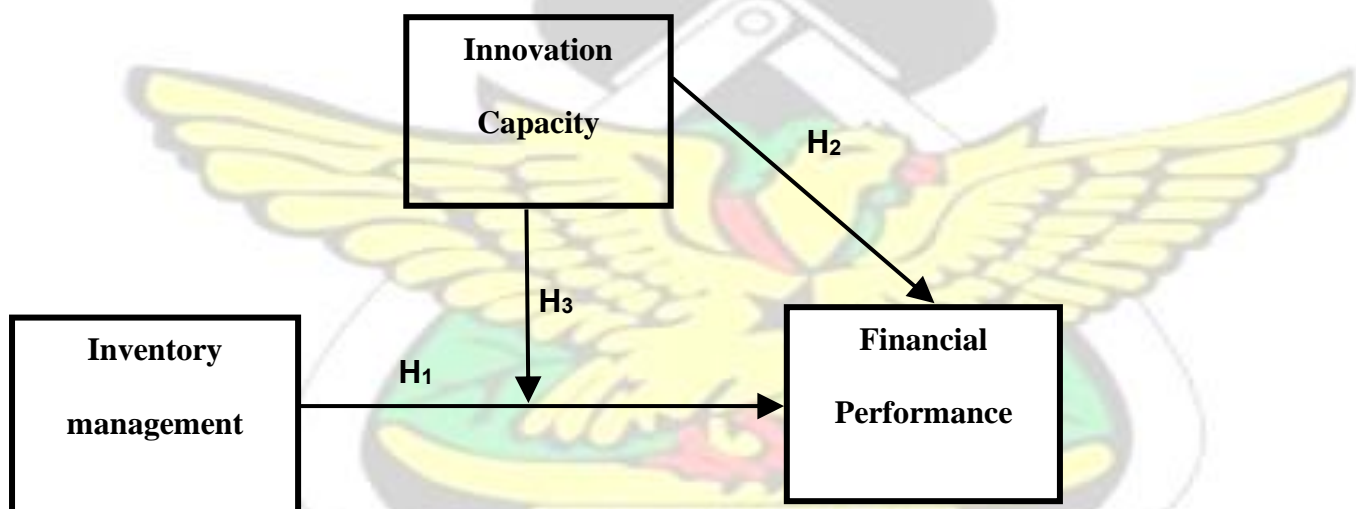 Innovation
Capacity
H₂
H₃
Inventory
management
H₁
Financial
Performance